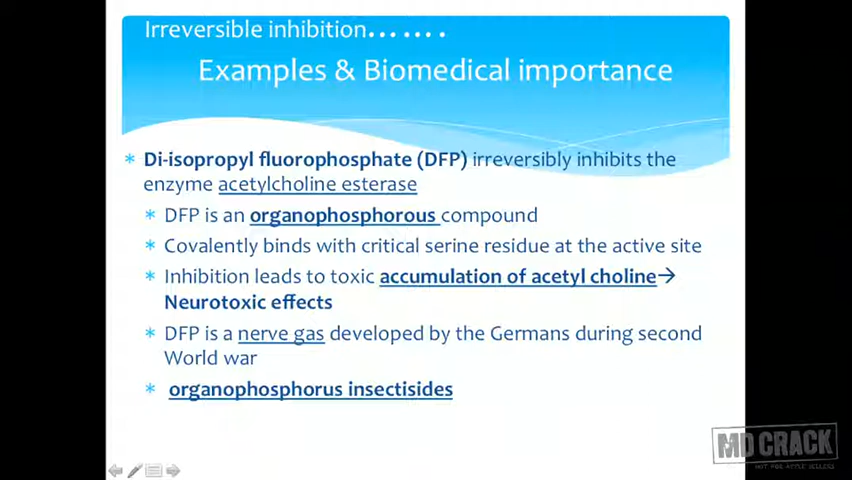 Irreversible inhibition.......
Examples & Biomedical importance
* Di-isopropyl fluorophosphate (DFP) irreversibly inhibits the
enzyme acetylcholine esterase
* DFP is an organophosphorous compound
* Covalently binds with critical serine residue at the active site
* Inhibition leads to toxic accumulation of acetyl choline→
Neurotoxic effects
* DFP is a nerve gas developed by the Germans during second
World war
* organophosphorus insectisides
MD CRACK